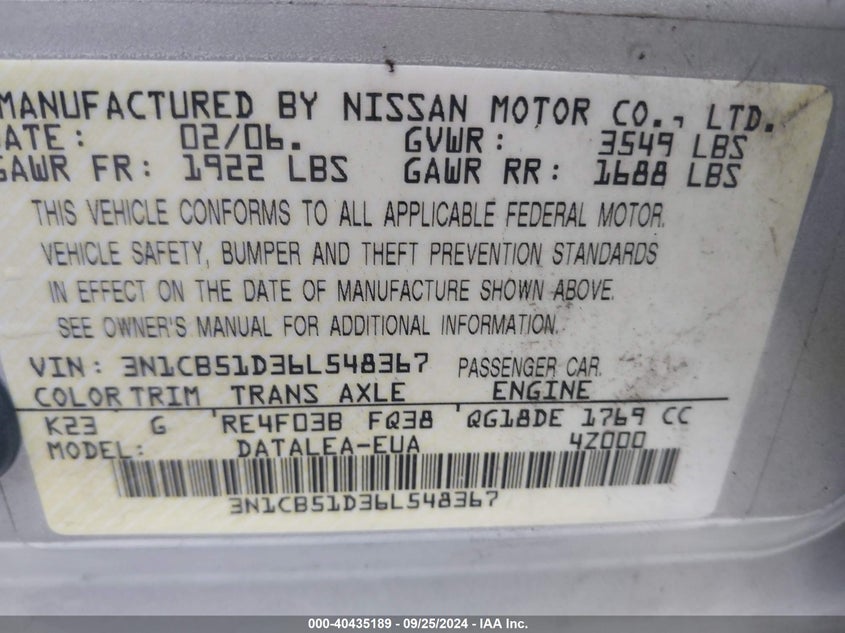 MANUFACTURED BY NISSAN MOTOR CO., LTD.
DATE: 02/06. GVWR: 3549 LBS
GAWR FR: 1922 LBS GAWR RR: 1688 LBS
THIS VEHICLE CONFORMS TO ALL APPLICABLE FEDERAL MOTOR
VEHICLE SAFETY, BUMPER AND THEFT PREVENTION STANDARDS
IN EFFECT ON THE DATE OF MANUFACTURE SHOWN ABOVE.
SEE OWNER'S MANUAL FOR ADDITIONAL INFORMATION.
VIN: 3N1CB51D36L548367 PASSENGER CAR
COLOR TRIM TRANS AXLE ENGINE
K23 G RE4F03B FQ38 QG18DE 1769 CC
MODEL: DATALEA-EUA 4Z000
3N1CB51D36L548367
000-40435189 - 09/25/2024 - IAA Inc.